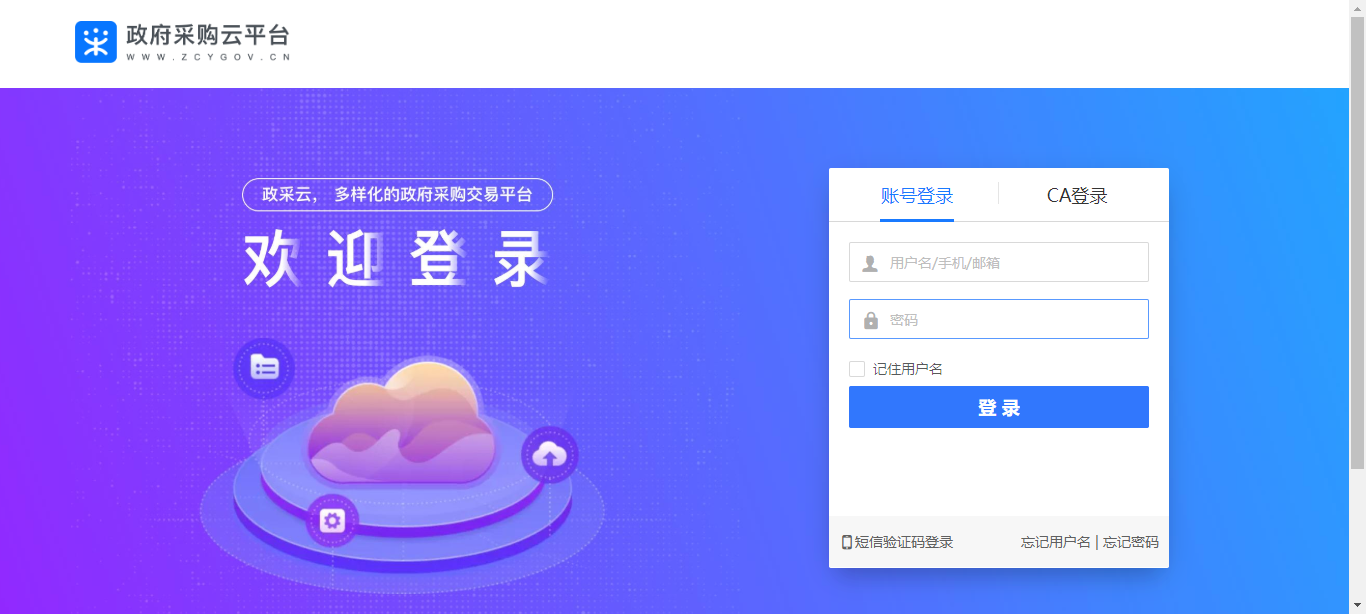 政府采购云平台
WWW.ZCYGOV.CN
政采云， 多样化的政府采购交易平台
欢迎登录
账号登录
CA登录
用户名/手机/邮箱
密码
记住用户名
登 录
短信验证码登录
忘记用户名 | 忘记密码